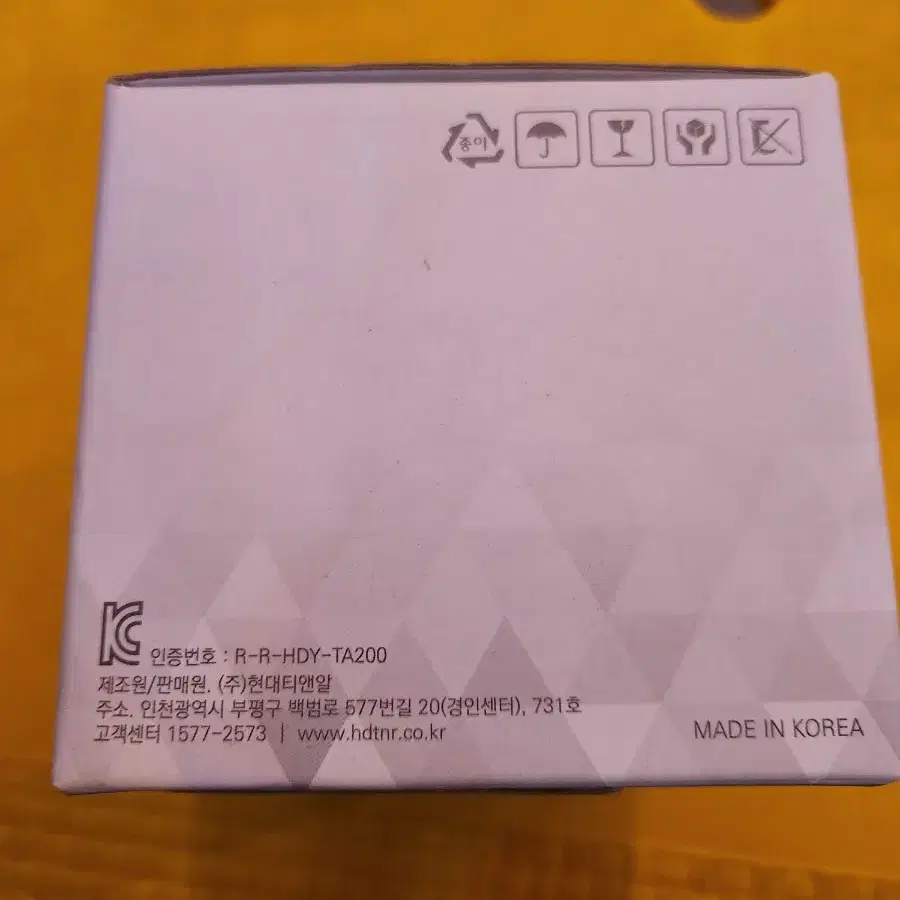 종이
KC 인증번호 : R-R-HDY-TA200
제조원/판매원. (주)현대티앤알
주소. 인천광역시 부평구 백범로 577번길 20(경인센터), 731호
고객센터 1577-2573 | www.hdtnr.co.kr
MADE IN KOREA